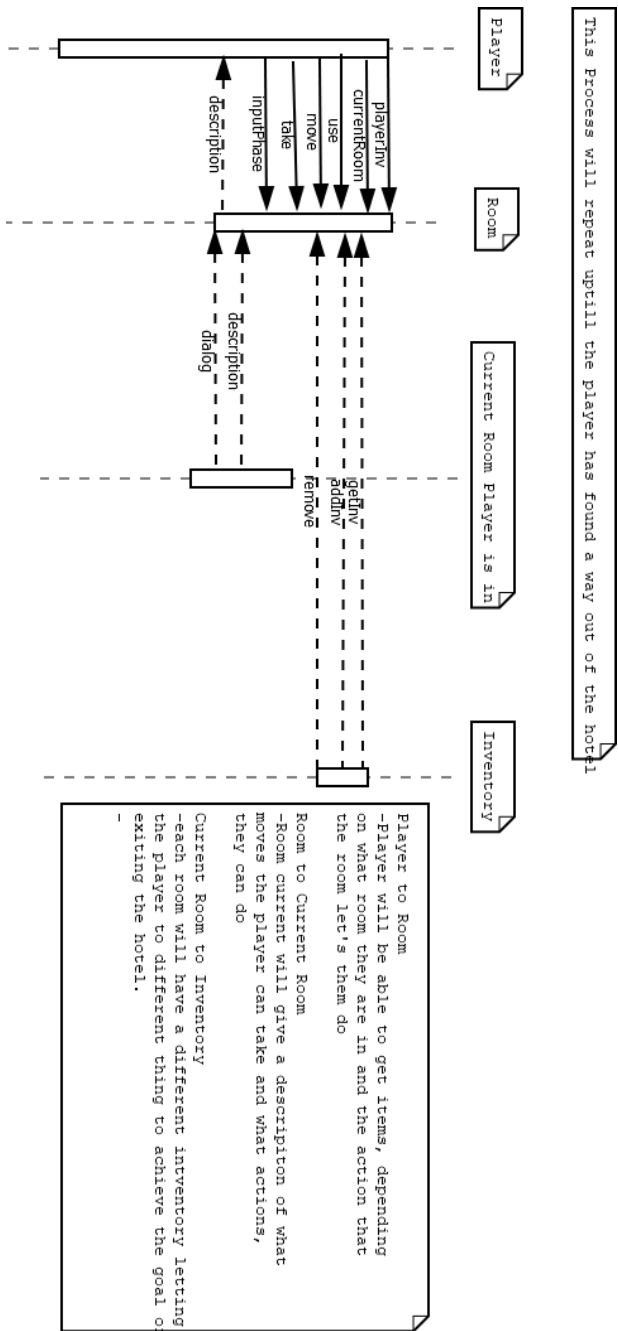 This Process will repeat uptill the player has found a way out of the hotel
Player
Room
Current Room Player is in
Inventory
playerInv
currentRoom
use
move
take
inputPhase
description
getInv
addInv
remove
description
dialog
Player to Room
-Player will be able to get items, depending
on what room they are in and the action that
the room let's them do
Room to Current Room
-Room current will give a descripiton of what
moves the player can take and what actions,
they can do
Current Room to Inventory
-each room will have a different intventory letting
the player to different thing to achieve the goal o
exiting the hotel.
-